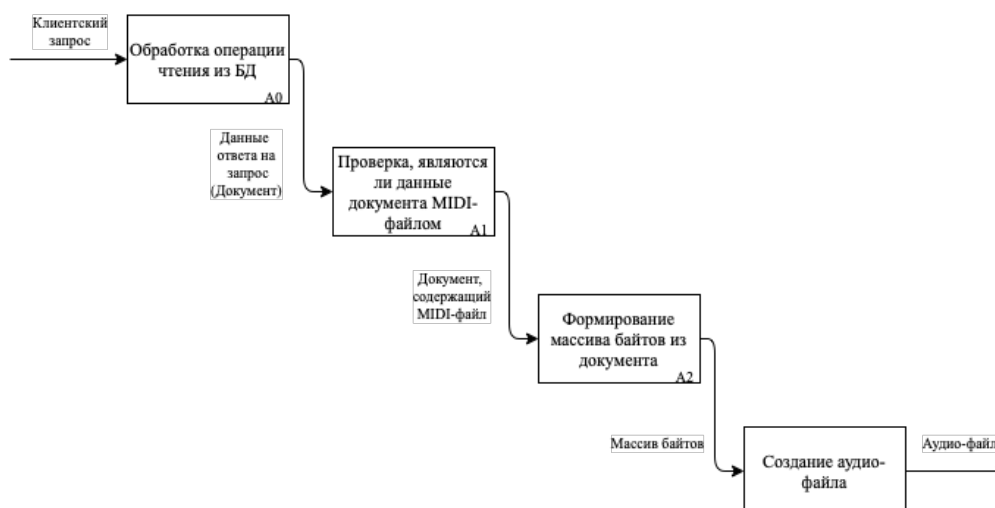 Клиентский
запрос
Обработка операции
чтения из БД
A0
Данные
ответа на
запрос
(Документ)
Проверка, являются
ли данные
документа MIDI-
файлом
A1
Документ,
содержащий
MIDI-файл
Формирование
массива байтов из
документа
A2
Массив байтов
Создание аудио-
файла
Аудио-файл